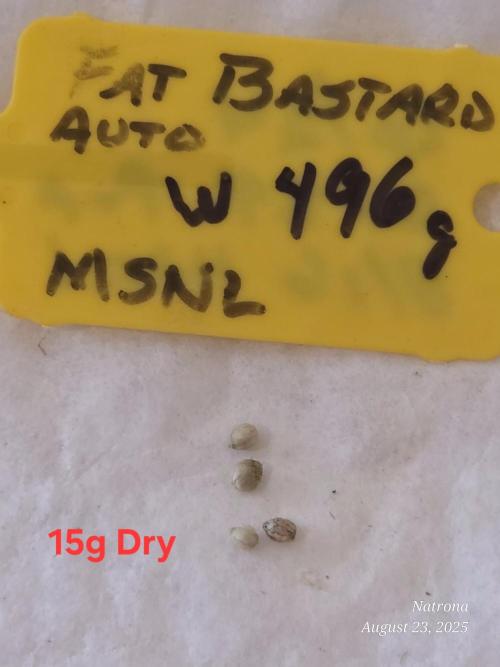 FAT BASTARD
AUTO
W 496g
MSNL
15g Dry
Natrona
August 23, 2025